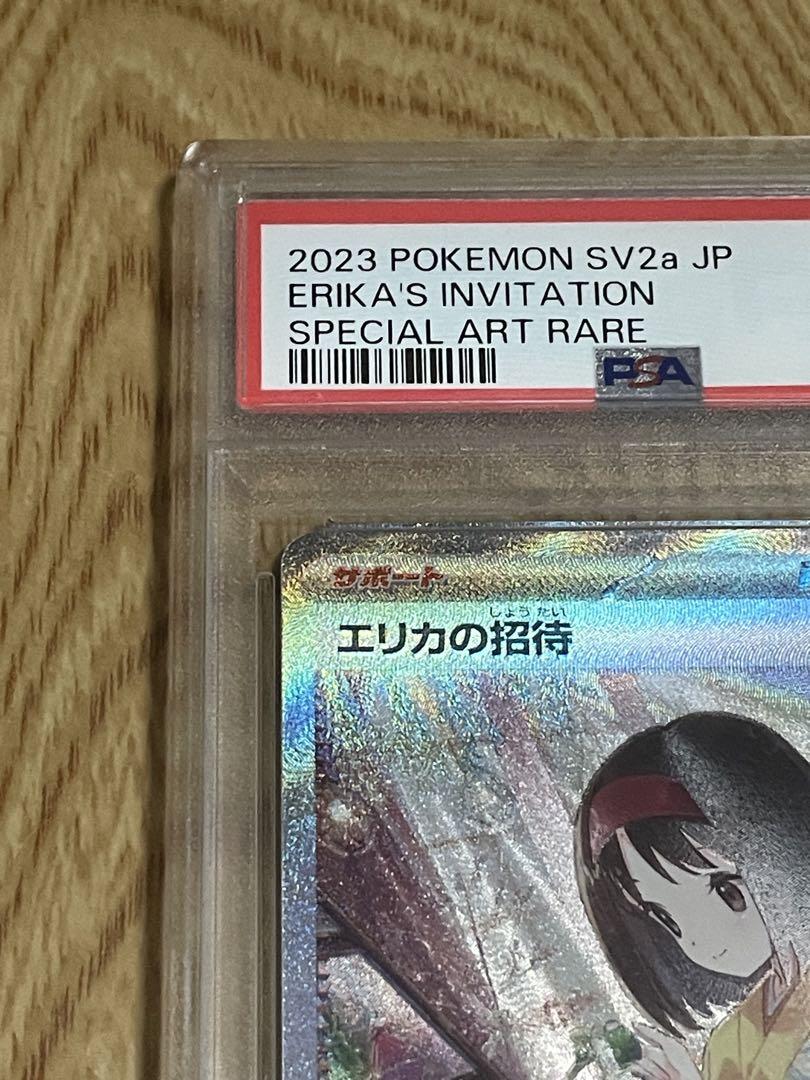 2023 POKEMON SV2a JP
ERIKA'S INVITATION
SPECIAL ART RARE
PSA
サポート
しょうたい
エリカの招待